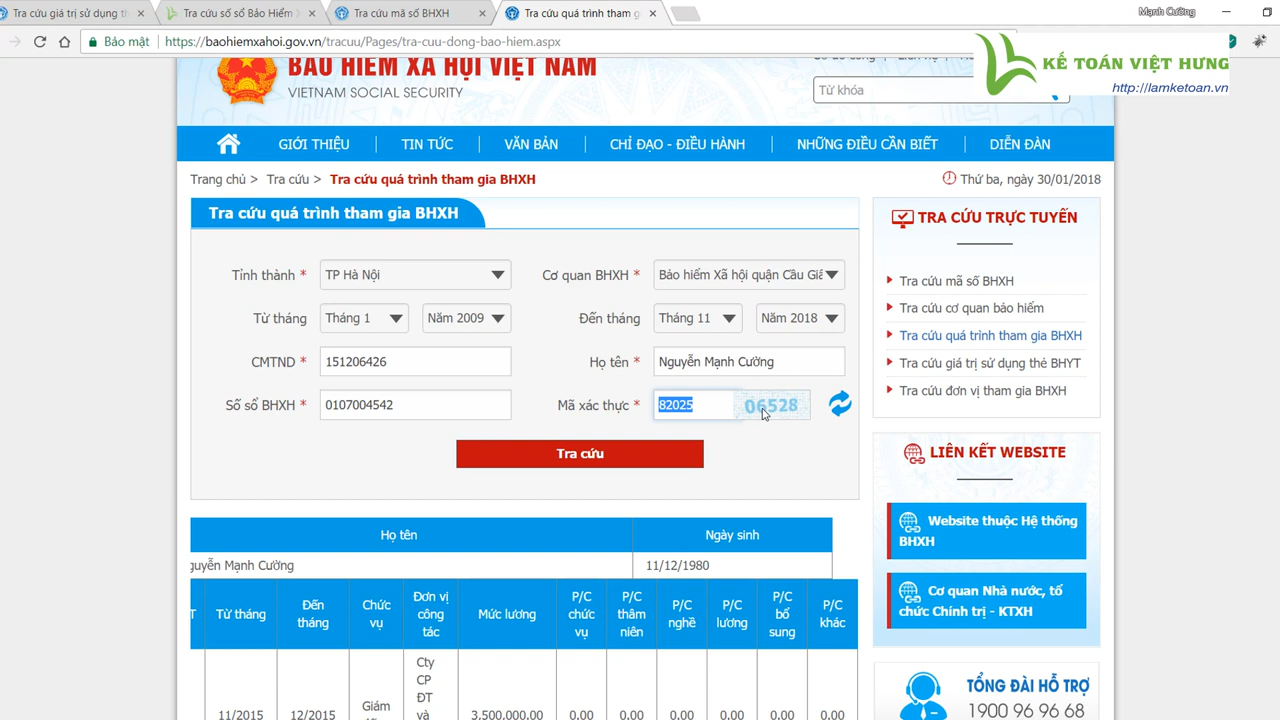 Tra cứu giá trị sử dụng t
Tra cứu số sổ Bảo Hiểm
Tra cứu mã số BHXH
Tra cứu quá trình tham g
Mạnh Cường
Bảo mật
https://baohiemxahoi.gov.vn/tracuu/Pages/tra-cuu-dong-bao-hiem.aspx
BẢO HIỂM XÃ HỘI VIỆT NAM
VIETNAM SOCIAL SECURITY
Từ khóa
KẾ TOÁN VIỆT HƯNG
http://lamketoan.vn
GIỚI THIỆU
TIN TỨC
VĂN BẢN
CHỈ ĐẠO - ĐIỀU HÀNH
NHỮNG ĐIỀU CẦN BIẾT
DIỄN ĐÀN
Trang chủ > Tra cứu > Tra cứu quá trình tham gia BHXH
Thứ ba, ngày 30/01/2018
Tra cứu quá trình tham gia BHXH
Tỉnh thành * TP Hà Nội
Cơ quan BHXH * Bảo hiểm Xã hội quận Cầu Giấ
Từ tháng Tháng 1 Năm 2009
Đến tháng Tháng 11 Năm 2018
CMTND * 151206426
Họ tên * Nguyễn Mạnh Cường
Số sổ BHXH * 0107004542
Mã xác thực * 82025 06528
Tra cứu
Họ tên
Ngày sinh
guyễn Mạnh Cường
11/12/1980
T
Từ tháng
Đến
tháng
Chức
vụ
Đơn vị
công
tác
Mức lương
P/C
chức
vụ
P/C
thâm
niên
P/C
nghề
P/C
lương
P/C
bổ
sung
P/C
khác
11/2015
12/2015
Giám
Cty
CP
ĐT
và
3,500,000.00
0.00
0.00
0.00
0.00
0.00
0.00
TRA CỨU TRỰC TUYẾN
Tra cứu mã số BHXH
Tra cứu cơ quan bảo hiểm
Tra cứu quá trình tham gia BHXH
Tra cứu giá trị sử dụng thẻ BHYT
Tra cứu đơn vị tham gia BHXH
LIÊN KẾT WEBSITE
Website thuộc Hệ thống
BHXH
Cơ quan Nhà nước, tổ
chức Chính trị - KTXH
TỔNG ĐÀI HỖ TRỢ
1900 96 96 68